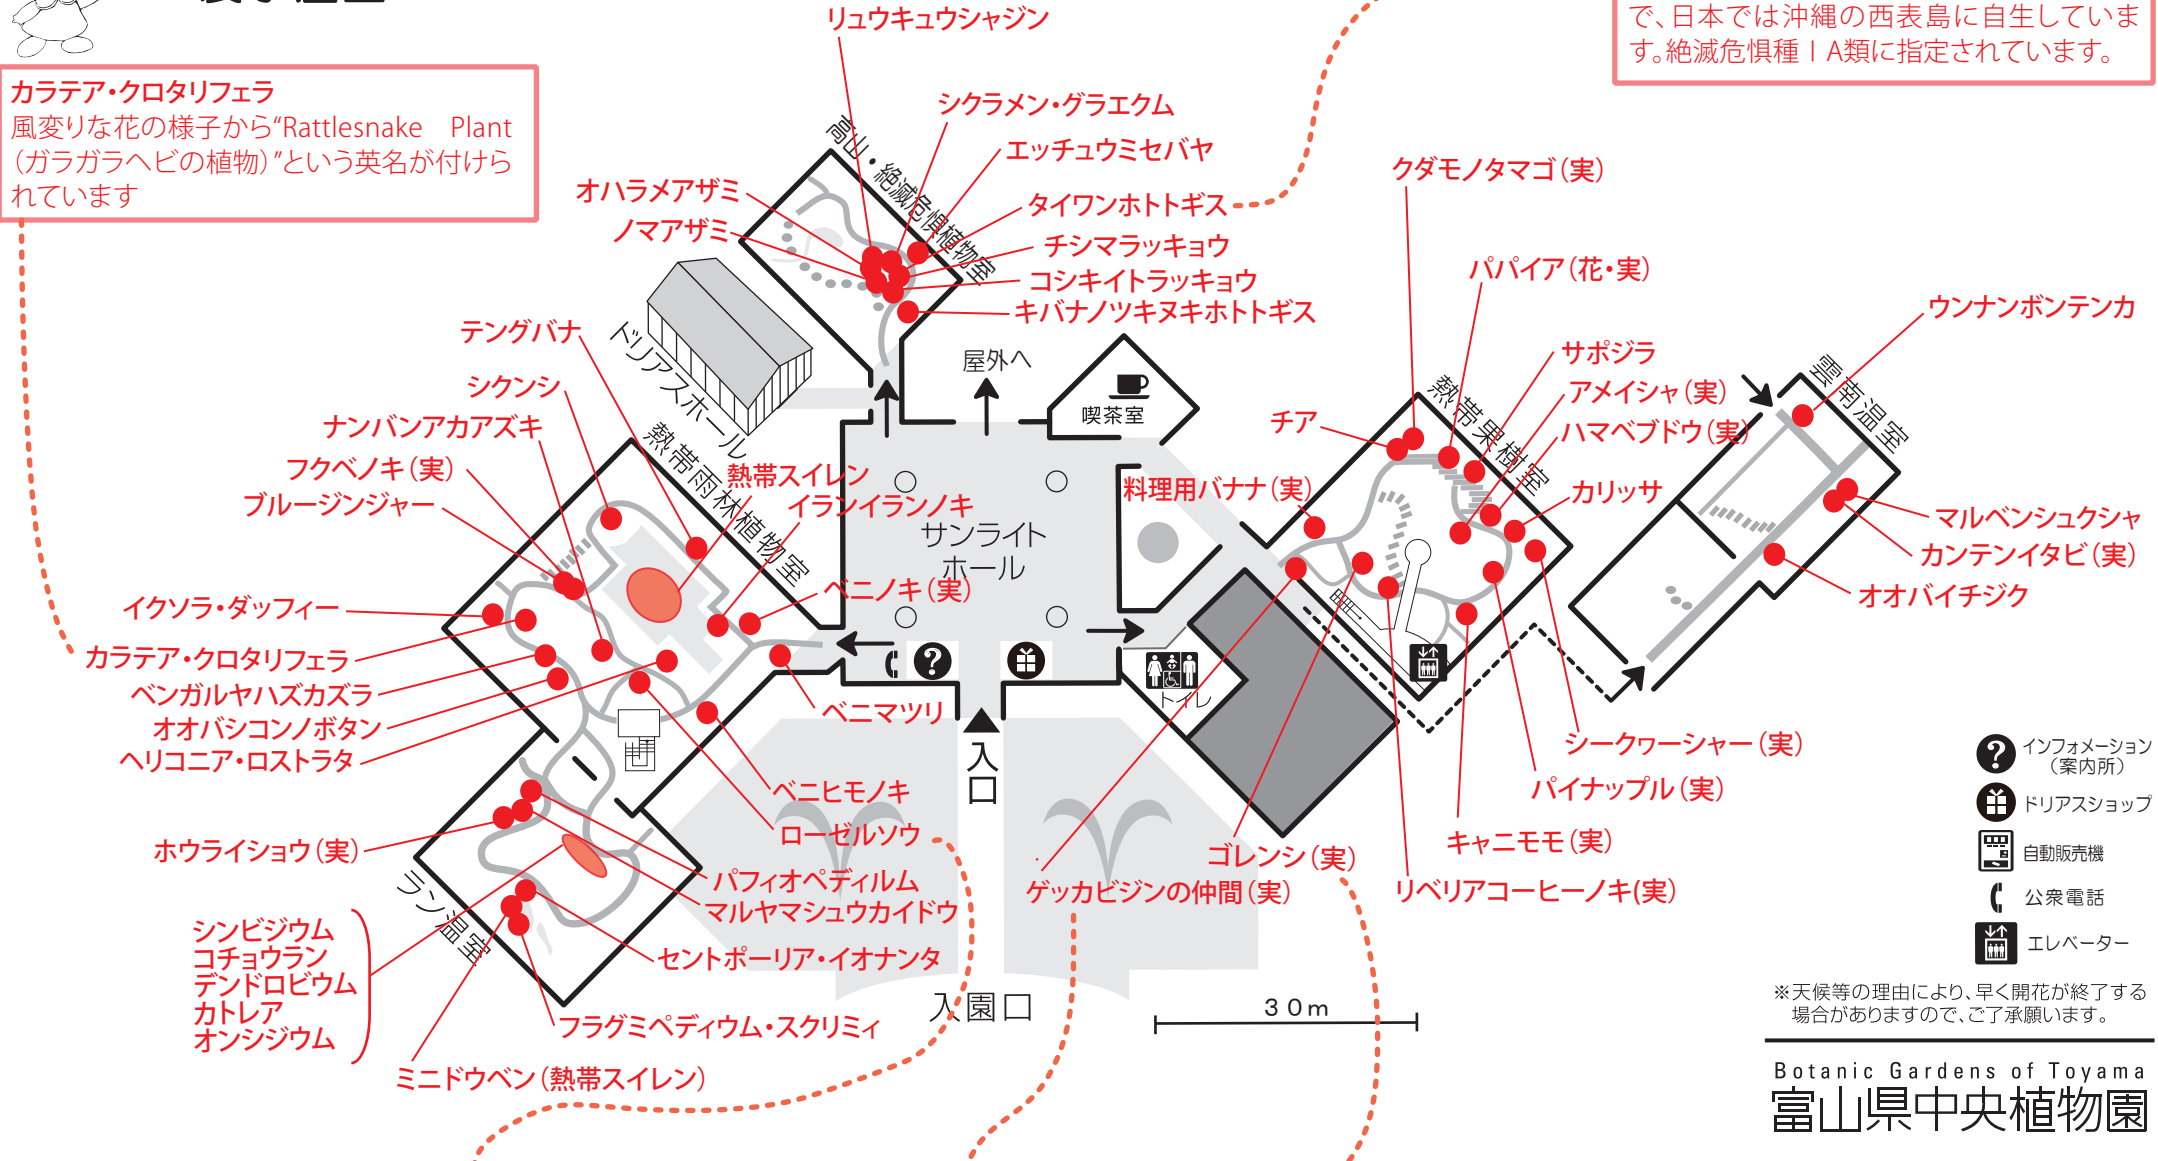 で、日本では沖縄の西表島に自生していま
す。絶滅危惧種ⅠA類に指定されています。
カラテア・クロタリフェラ
風変りな花の様子から“Rattlesnake Plant
（ガラガラヘビの植物）”という英名が付けら
れています
リュウキュウシャジン
シクラメン・グラエクム
エッチュウミセバヤ
タイワンホトトギス
チシマラッキョウ
コシキイトラッキョウ
キバナノツキヌキホトトギス
オハラメアザミ
ノマアザミ
高山・絶滅危惧植物室
ドリアスホール
屋外へ
喫茶室
クダモノタマゴ（実）
パパイア（花・実）
サポジラ
アメイシャ（実）
ハマベブドウ（実）
カリッサ
チア
料理用バナナ（実）
熱帯果樹室
ウンナンボンテンカ
雲南温室
マルベンシュクシャ
カンテンイタビ（実）
オオバイチジク
テングバナ
シクンシ
ナンバンアカアズキ
フクベノキ（実）
ブルージンジャー
熱帯雨林植物室
熱帯スイレン
イランイランノキ
ベニノキ（実）
サンライト
ホール
イクソラ・ダッフィー
カラテア・クロタリフェラ
ベンガルヤハズカズラ
オオバシコンノボタン
ヘリコニア・ロストラタ
ベニマツリ
ベニヒモノキ
ローゼルソウ
トイレ
入口
シークヮーシャー（実）
パイナップル（実）
キャニモモ（実）
リベリアコーヒーノキ(実）
ゴレンシ（実）
ゲッカビジンの仲間（実）
ホウライショウ（実）
ラン温室
パフィオペディルム
マルヤマシュウカイドウ
セントポーリア・イオナンタ
フラグミペディウム・スクリミィ
シンビジウム
コチョウラン
デンドロビウム
カトレア
オンシジウム
ミニドウベン（熱帯スイレン）
入園口
30m
インフォメーション
（案内所）
ドリアスショップ
自動販売機
公衆電話
エレベーター
※天候等の理由により、早く開花が終了する
場合がありますので、ご了承願います。
Botanic Gardens of Toyama
富山県中央植物園